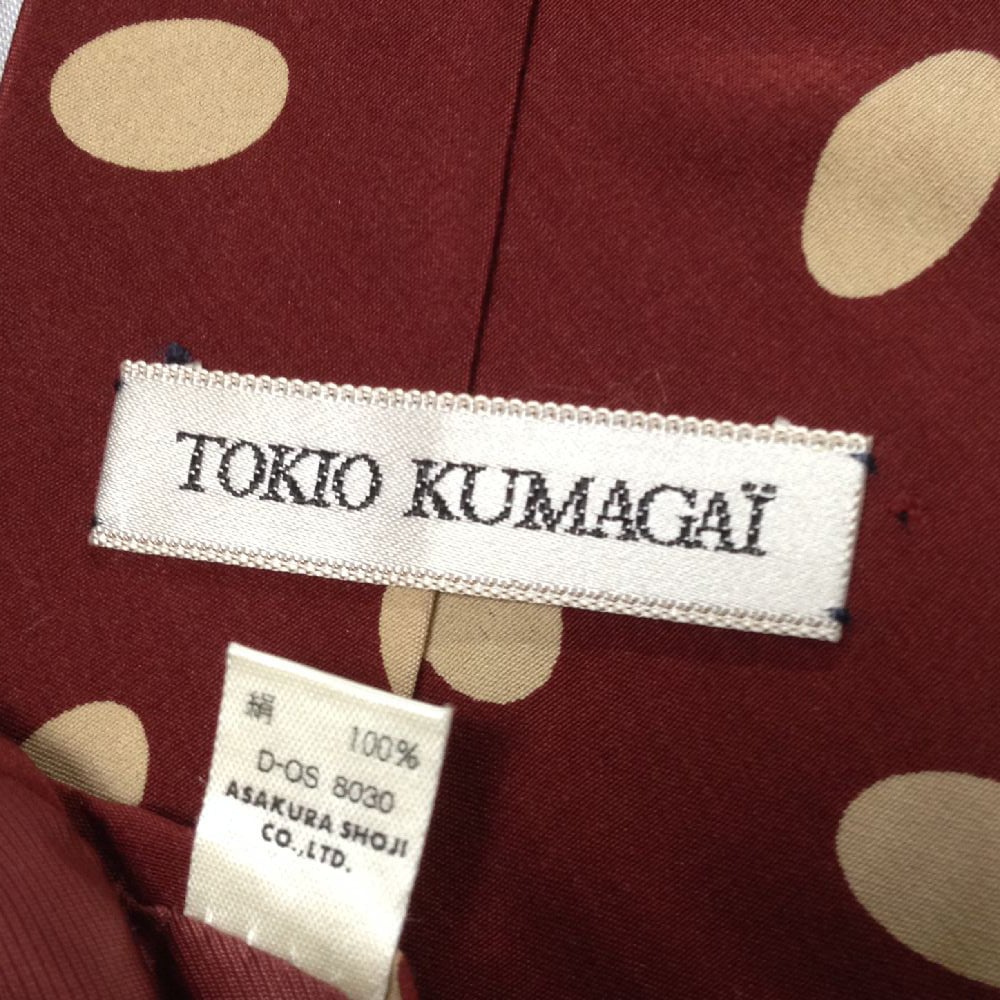 TOKIO KUMAGAÏ
絹 100%
D-OS 8030
ASAKURA SHOJI
CO.,LTD.